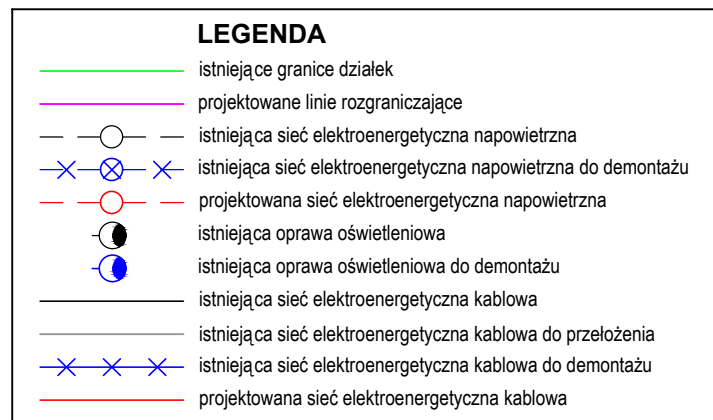 LEGENDA
istniejące granice działek
projektowane linie rozgraniczające
istniejąca sieć elektroenergetyczna napowietrzna
istniejąca sieć elektroenergetyczna napowietrzna do demontażu
projektowana sieć elektroenergetyczna napowietrzna
istniejąca oprawa oświetleniowa
istniejąca oprawa oświetleniowa do demontażu
istniejąca sieć elektroenergetyczna kablowa
istniejąca sieć elektroenergetyczna kablowa do przełożenia
istniejąca sieć elektroenergetyczna kablowa do demontażu
projektowana sieć elektroenergetyczna kablowa